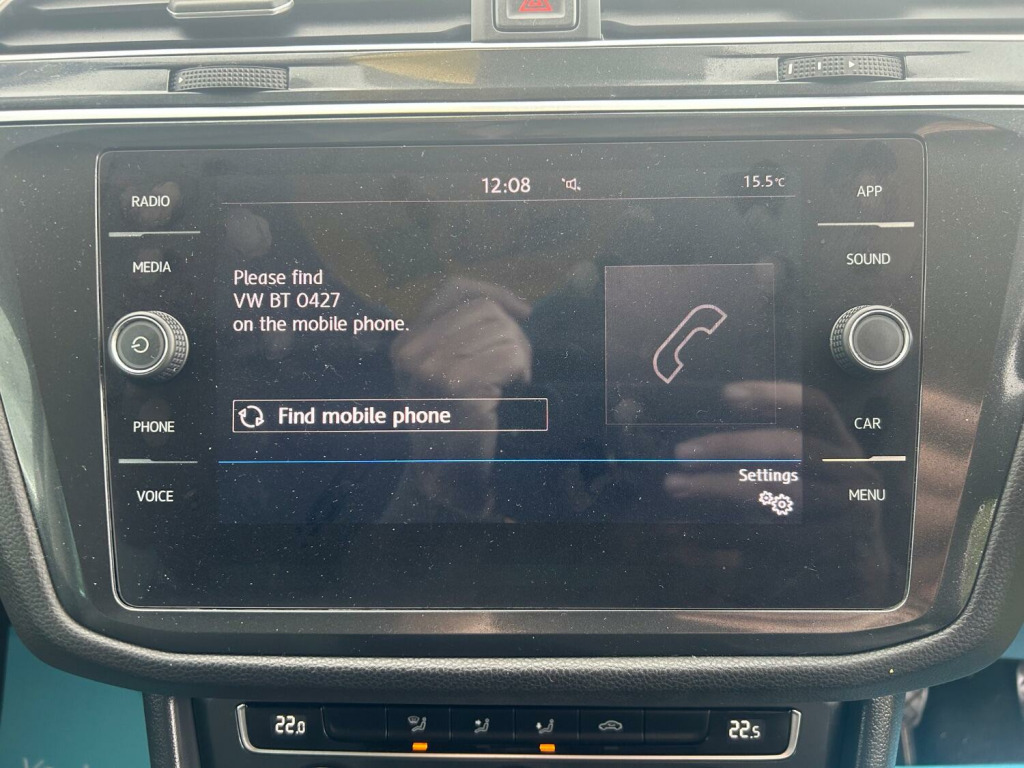 12:08
15.5°C
RADIO
APP
MEDIA
SOUND
Please find
VW BT 0427
on the mobile phone.
Find mobile phone
PHONE
CAR
Settings
VOICE
MENU
22.0
22.5